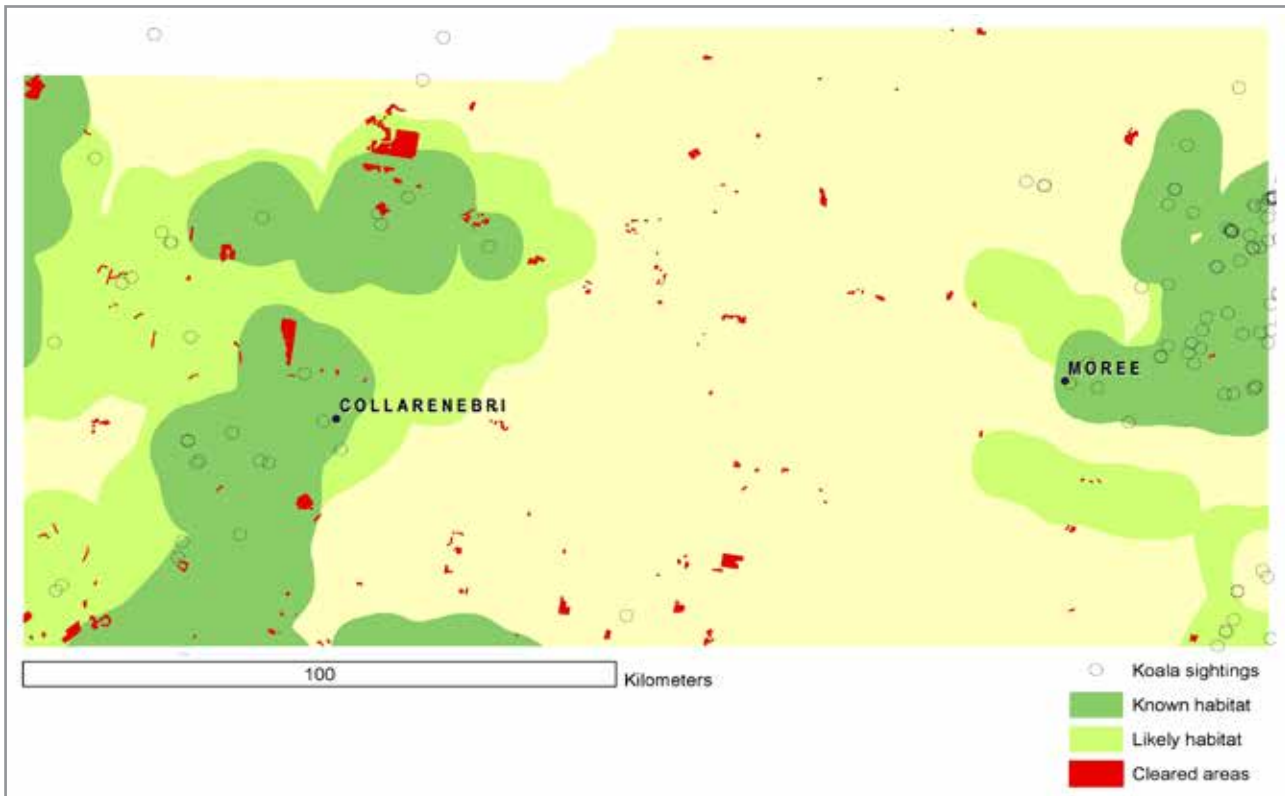 MOREE
COLLARENEBRI
100
Kilometers
Koala sightings
Known habitat
Likely habitat
Cleared areas